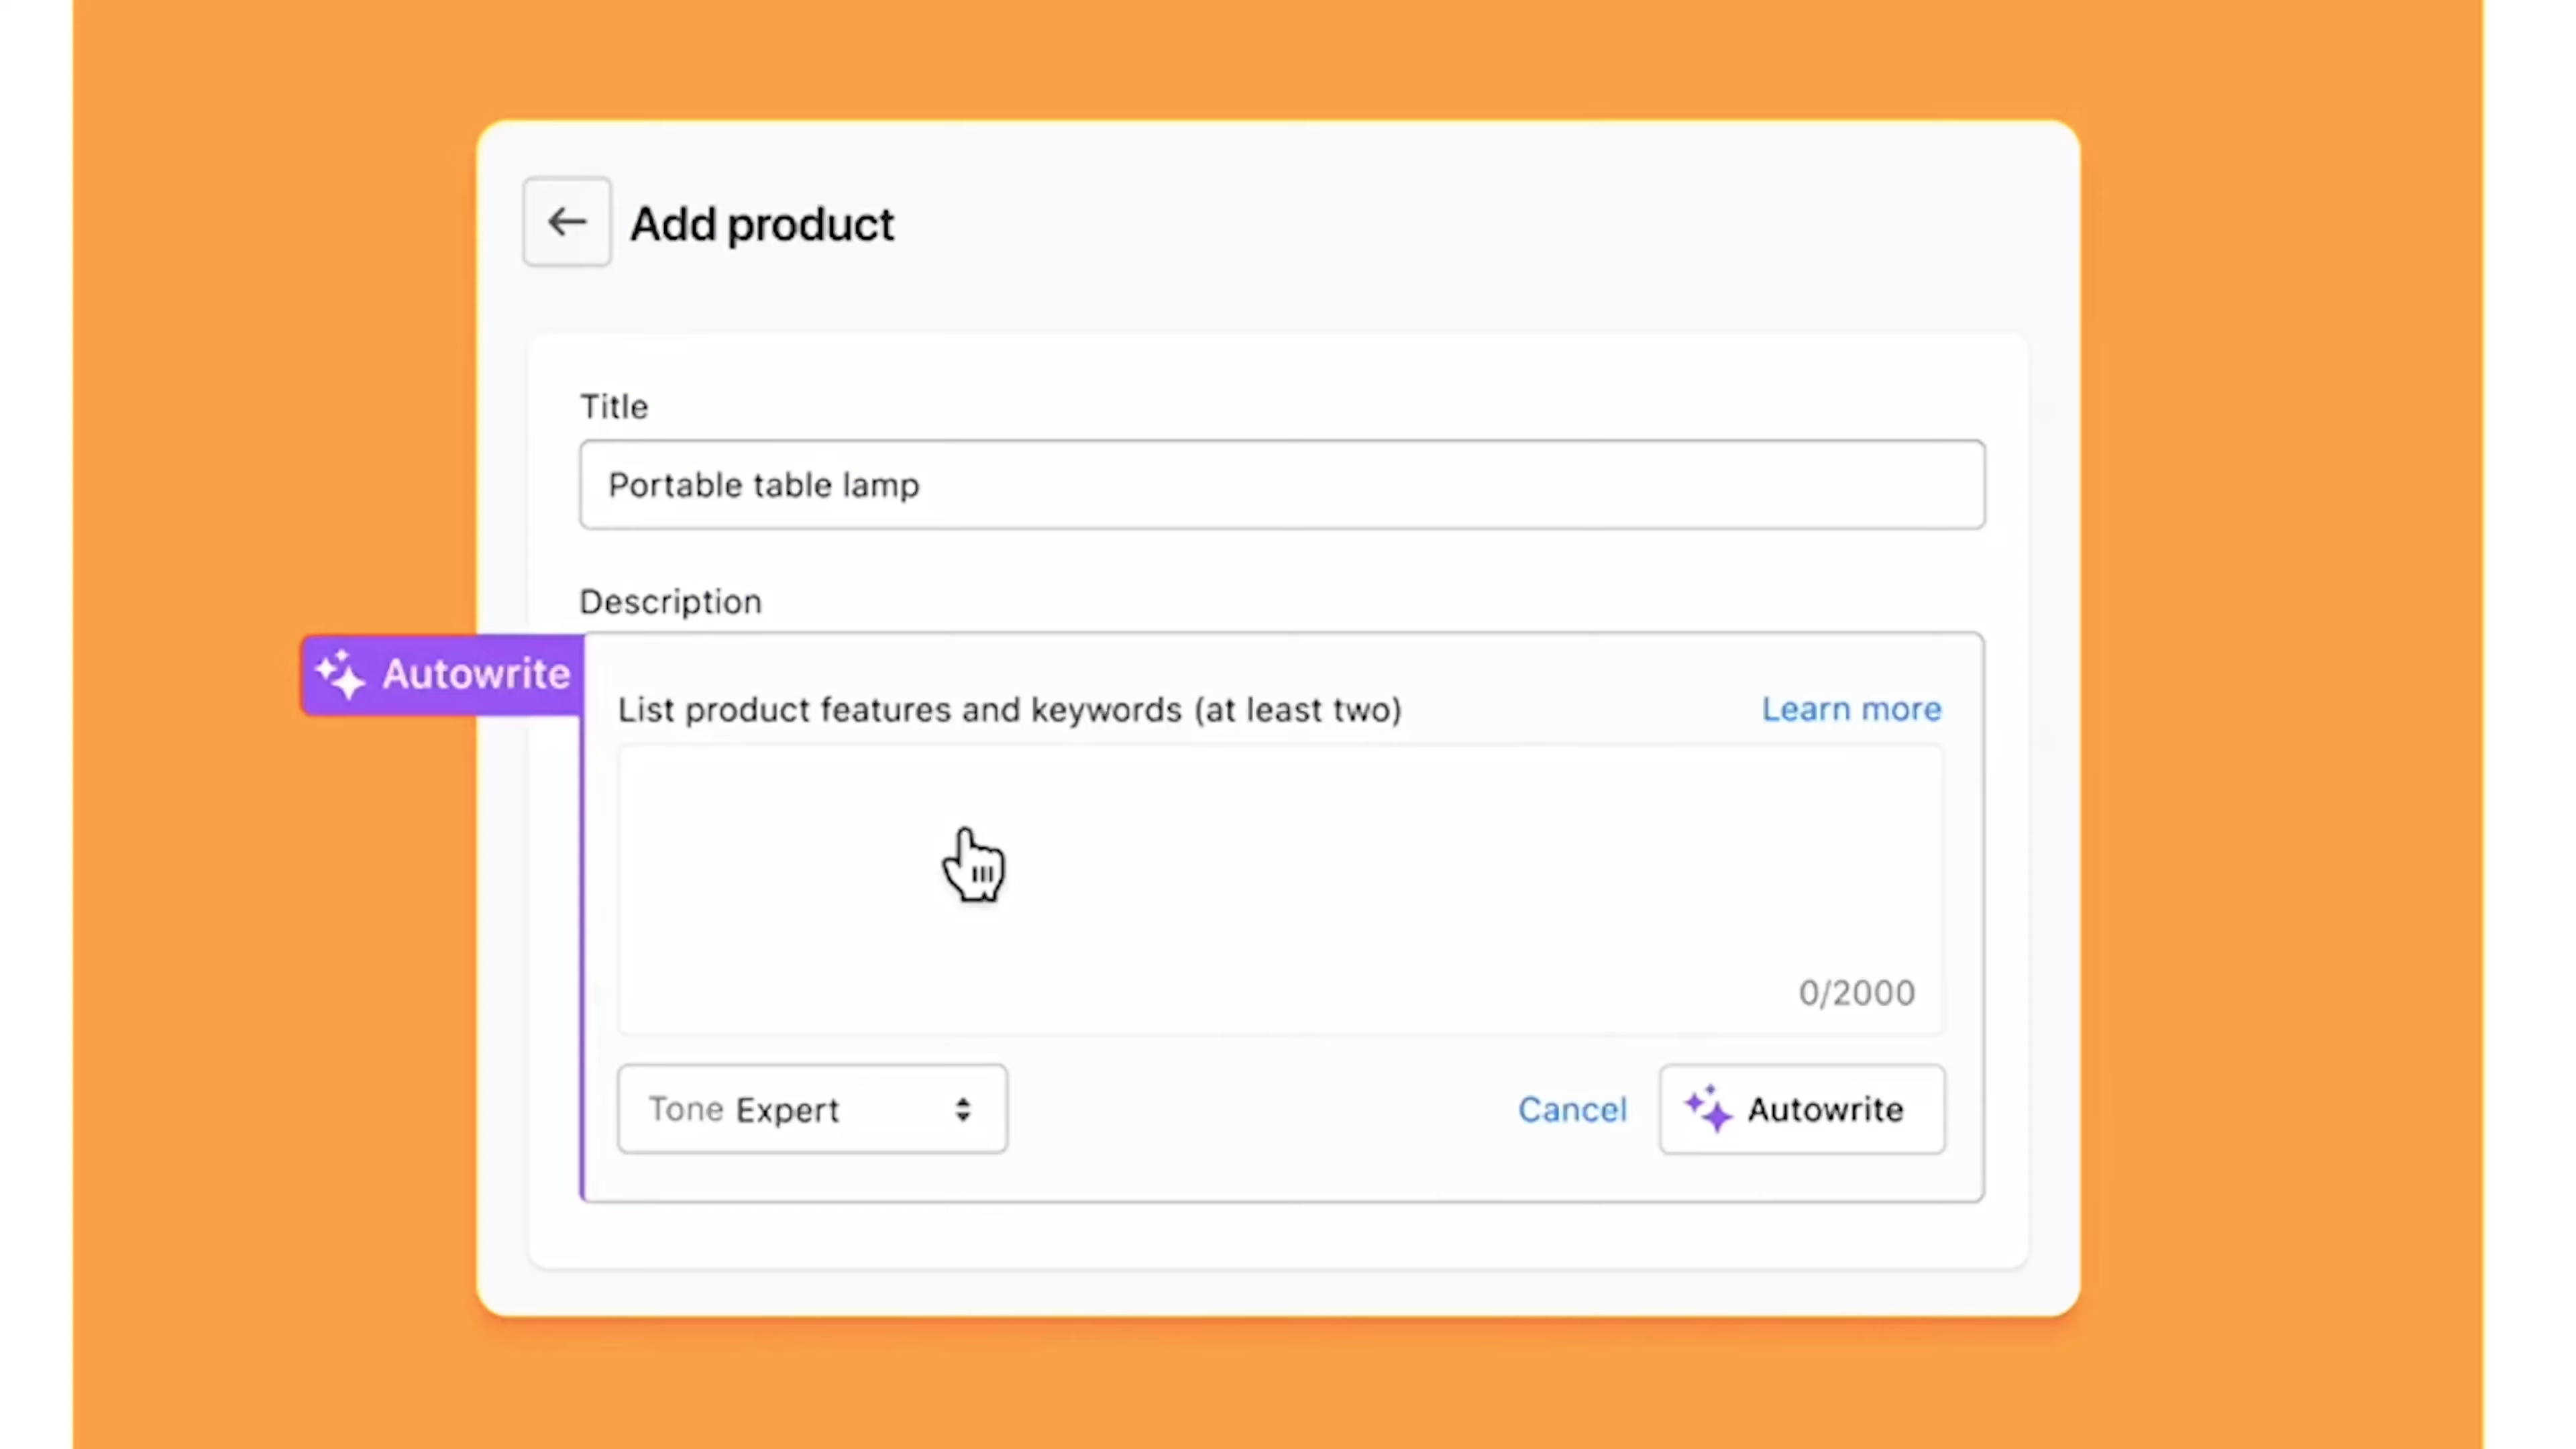 Add product
Title
Portable table lamp
Description
Autowrite
List product features and keywords (at least two)
Learn more
0/2000
Tone Expert
Cancel
Autowrite